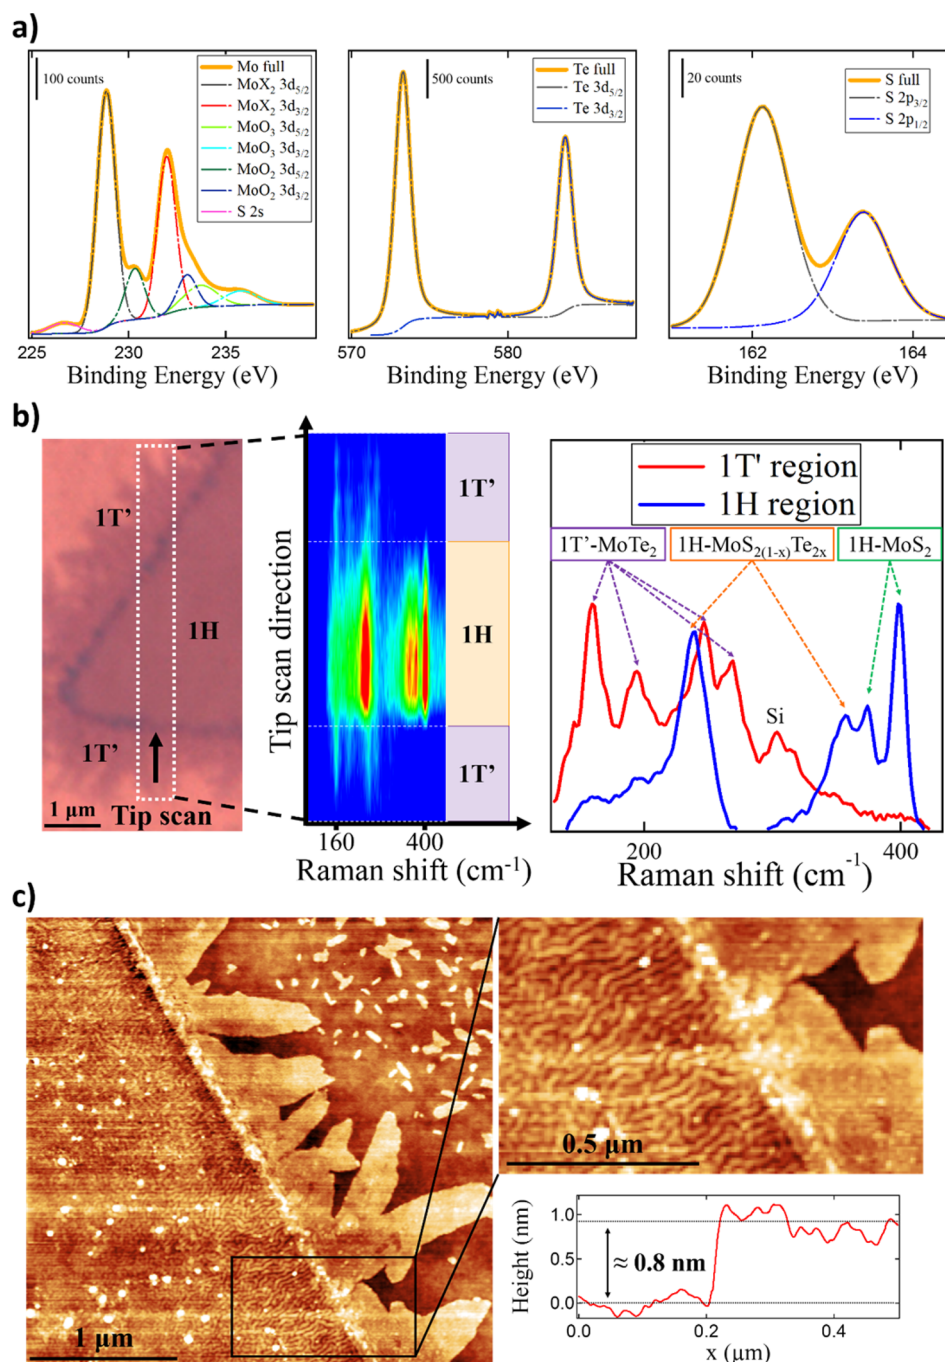 a)
100 counts
Mo full
MoX₂ 3d₅/₂
MoX₂ 3d₃/₂
MoO₃ 3d₅/₂
MoO₃ 3d₃/₂
MoO₂ 3d₅/₂
MoO₂ 3d₃/₂
S 2s
225 230 235
Binding Energy (eV)
500 counts
Te full
Te 3d₅/₂
Te 3d₃/₂
570 580
Binding Energy (eV)
20 counts
S full
S 2p₃/₂
S 2p₁/₂
162 164
Binding Energy (eV)
b)
1T’
1H
1T’
1 μm
Tip scan
Tip scan direction
1T’
1H
1T’
160 400
Raman shift (cm⁻¹)
1T' region
1H region
1T’-MoTe₂
1H-MoS₂₍₁₋ₓ₎Te₂ₓ
1H-MoS₂
Si
200 400
Raman shift (cm⁻¹)
c)
1 μm
0.5 μm
Height (nm)
1.0
0.5
0.0
≈ 0.8 nm
0.0 0.2 0.4
x (μm)